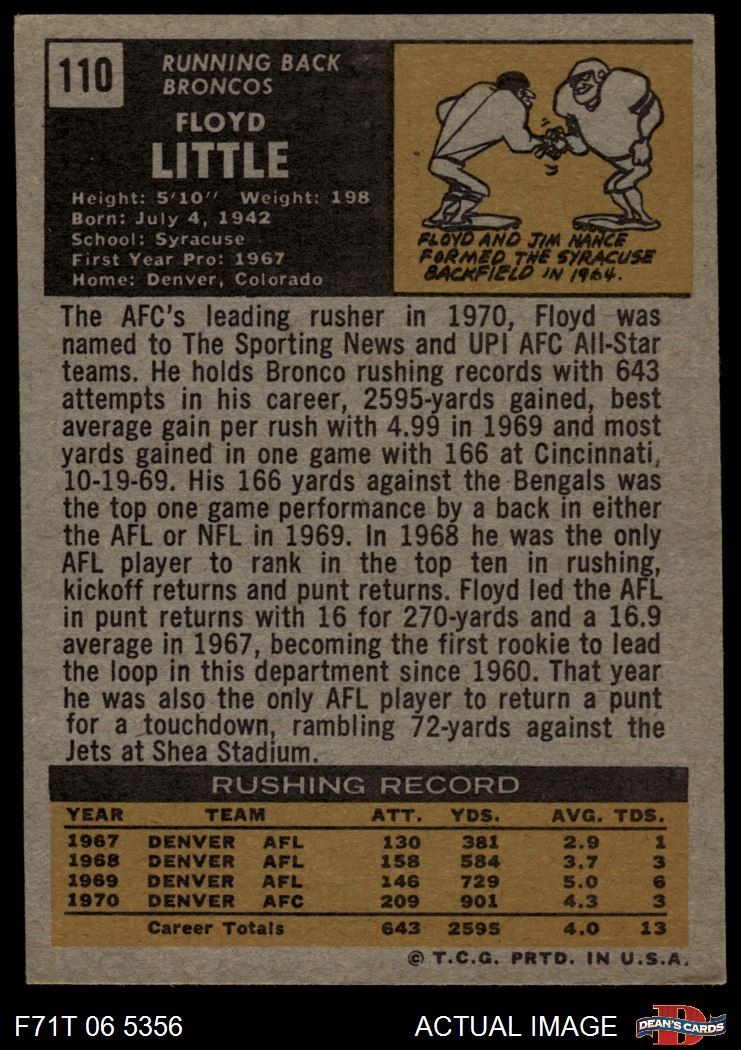 110
RUNNING BACK
BRONCOS
FLOYD
LITTLE
Height: 5'10'' Weight: 198
Born: July 4, 1942
School: Syracuse
First Year Pro: 1967
Home: Denver, Colorado
FLOYD AND JIM NANCE
FORMED THE SYRACUSE
BACKFIELD IN 1964.
The AFC's leading rusher in 1970, Floyd was
named to The Sporting News and UPI AFC All-Star
teams. He holds Bronco rushing records with 643
attempts in his career, 2595-yards gained, best
average gain per rush with 4.99 in 1969 and most
yards gained in one game with 166 at Cincinnati,
10-19-69. His 166 yards against the Bengals was
the top one game performance by a back in either
the AFL or NFL in 1969. In 1968 he was the only
AFL player to rank in the top ten in rushing,
kickoff returns and punt returns. Floyd led the AFL
in punt returns with 16 for 270-yards and a 16.9
average in 1967, becoming the first rookie to lead
the loop in this department since 1960. That year
he was also the only AFL player to return a punt
for a touchdown, rambling 72-yards against the
Jets at Shea Stadium.
RUSHING RECORD
YEAR TEAM ATT. YDS. AVG. TDS.
1967 DENVER AFL 130 381 2.9 1
1968 DENVER AFL 158 584 3.7 3
1969 DENVER AFL 146 729 5.0 6
1970 DENVER AFC 209 901 4.3 3
Career Totals 643 2595 4.0 13
© T.C.G. PRTD. IN U.S.A.
F71T 06 5356 ACTUAL IMAGE
D
DEAN'S CARDS